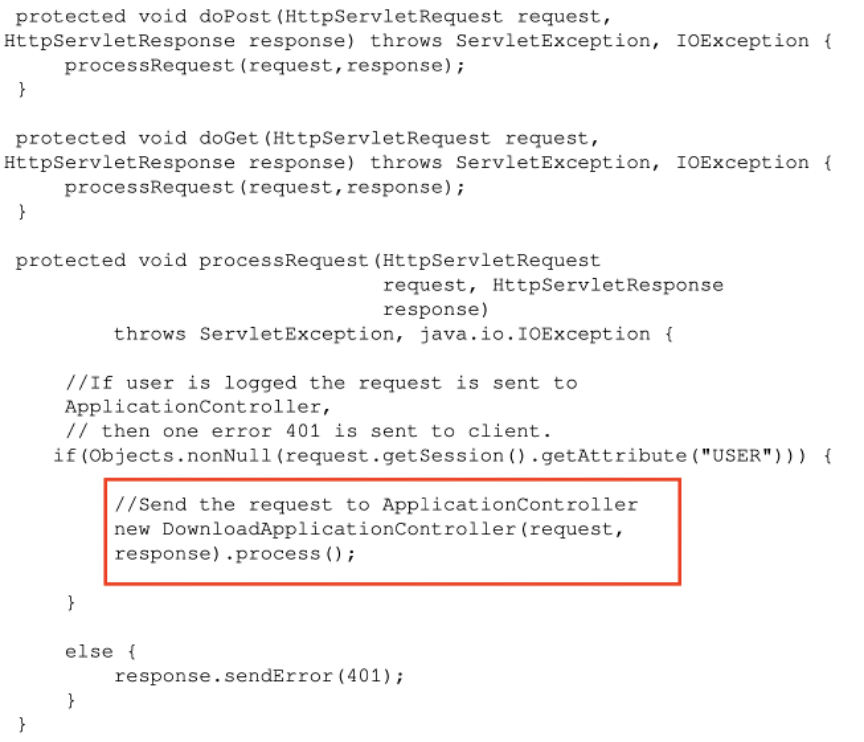 protected void doPost(HttpServletRequest request,
HttpServletResponse response) throws ServletException, IOException {
processRequest(request,response);
}
protected void doGet(HttpServletRequest request,
HttpServletResponse response) throws ServletException, IOException {
processRequest(request,response);
}
protected void processRequest(HttpServletRequest
request, HttpServletResponse
response)
throws ServletException, java.io.IOException {
//If user is logged the request is sent to
ApplicationController,
// then one error 401 is sent to client.
if(Objects.nonNull(request.getSession().getAttribute("USER"))) {
//Send the request to ApplicationController
new DownloadApplicationController(request,
response).process();
}
else {
response.sendError(401);
}
}